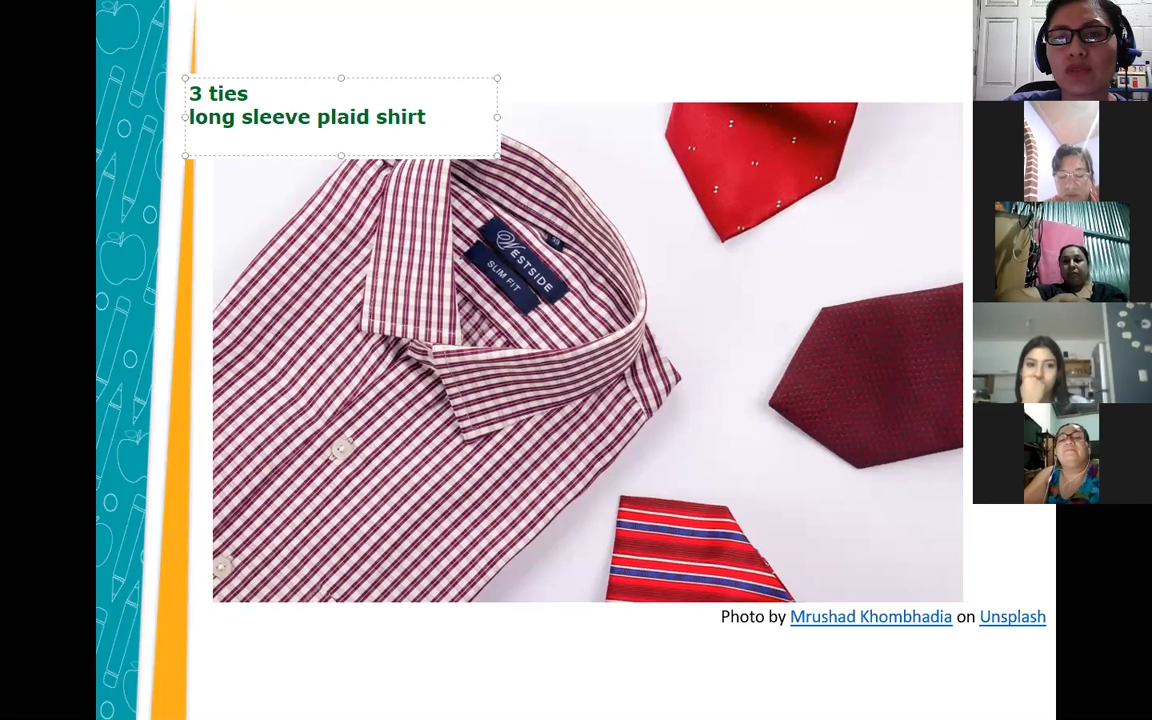 3 ties
long sleeve plaid shirt
WESTSIDE
SLIM FIT
Photo by Mrushad Khombhadia on Unsplash